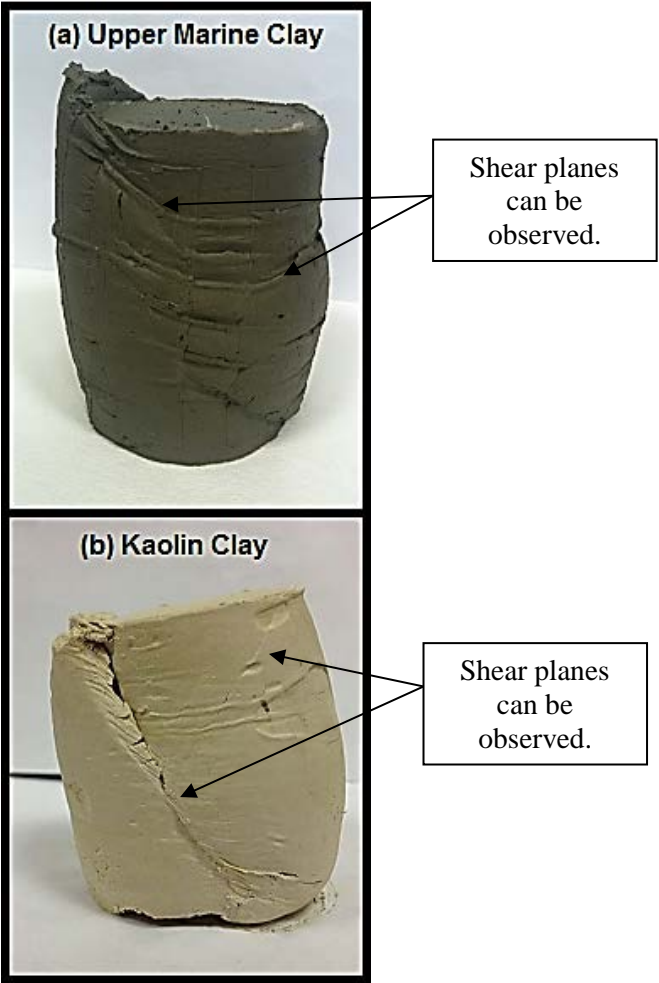 (a) Upper Marine Clay
Shear planes
can be
observed.
(b) Kaolin Clay
Shear planes
can be
observed.